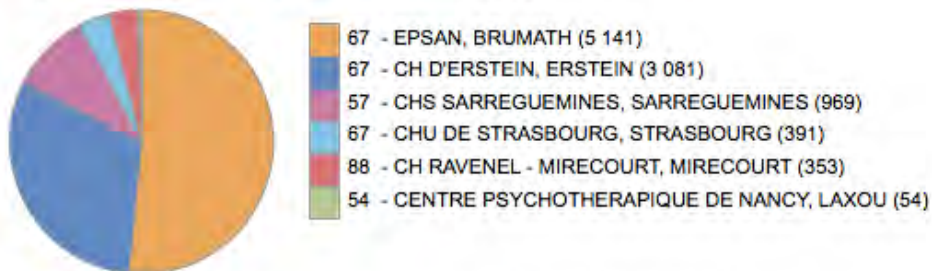 67 - EPSAN, BRUMATH (5 141)
67 - CH D'ERSTEIN, ERSTEIN (3 081)
57 - CHS SARREGUEMINES, SARREGUEMINES (969)
67 - CHU DE STRASBOURG, STRASBOURG (391)
88 - CH RAVENEL - MIRECOURT, MIRECOURT (353)
54 - CENTRE PSYCHOTHERAPIQUE DE NANCY, LAXOU (54)